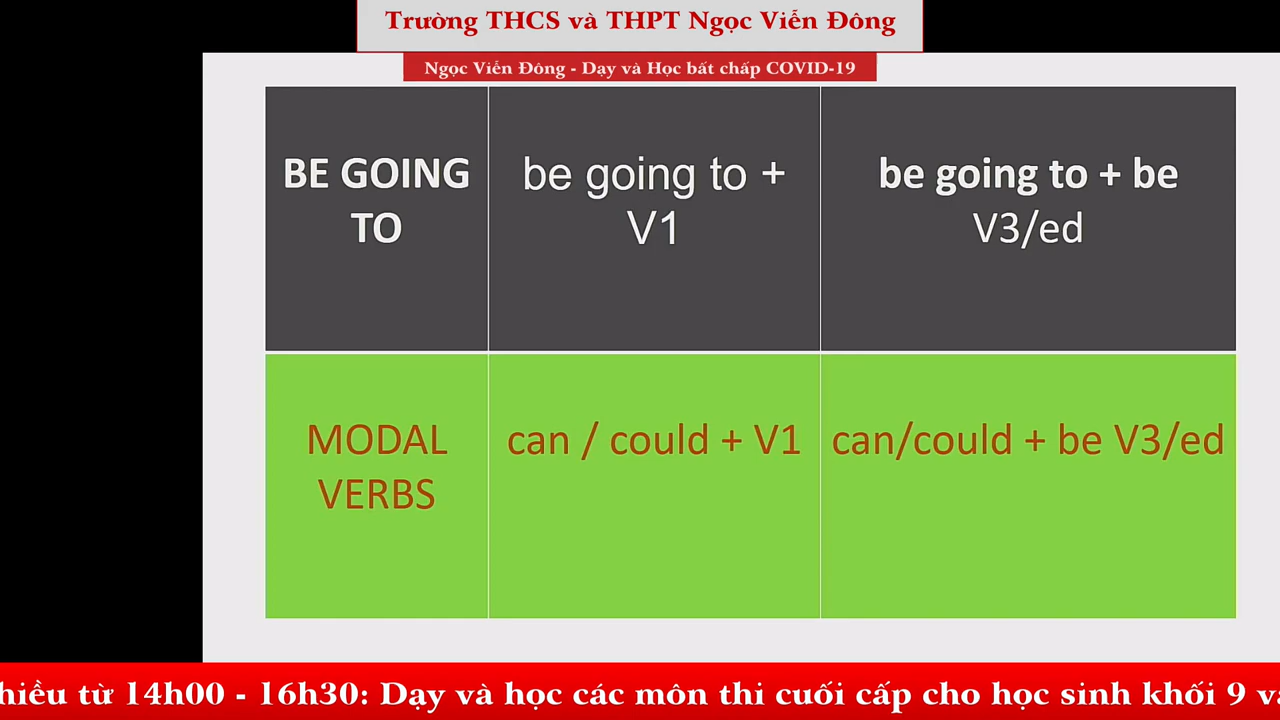 Trường THCS và THPT Ngọc Viễn Đông
Ngọc Viễn Đông - Dạy và Học bất chấp COVID-19
BE GOING
TO
be going to +
V1
be going to + be
V3/ed
MODAL
VERBS
can / could + V1
can/could + be V3/ed
hiều từ 14h00 - 16h30: Dạy và học các môn thi cuối cấp cho học sinh khối 9 v